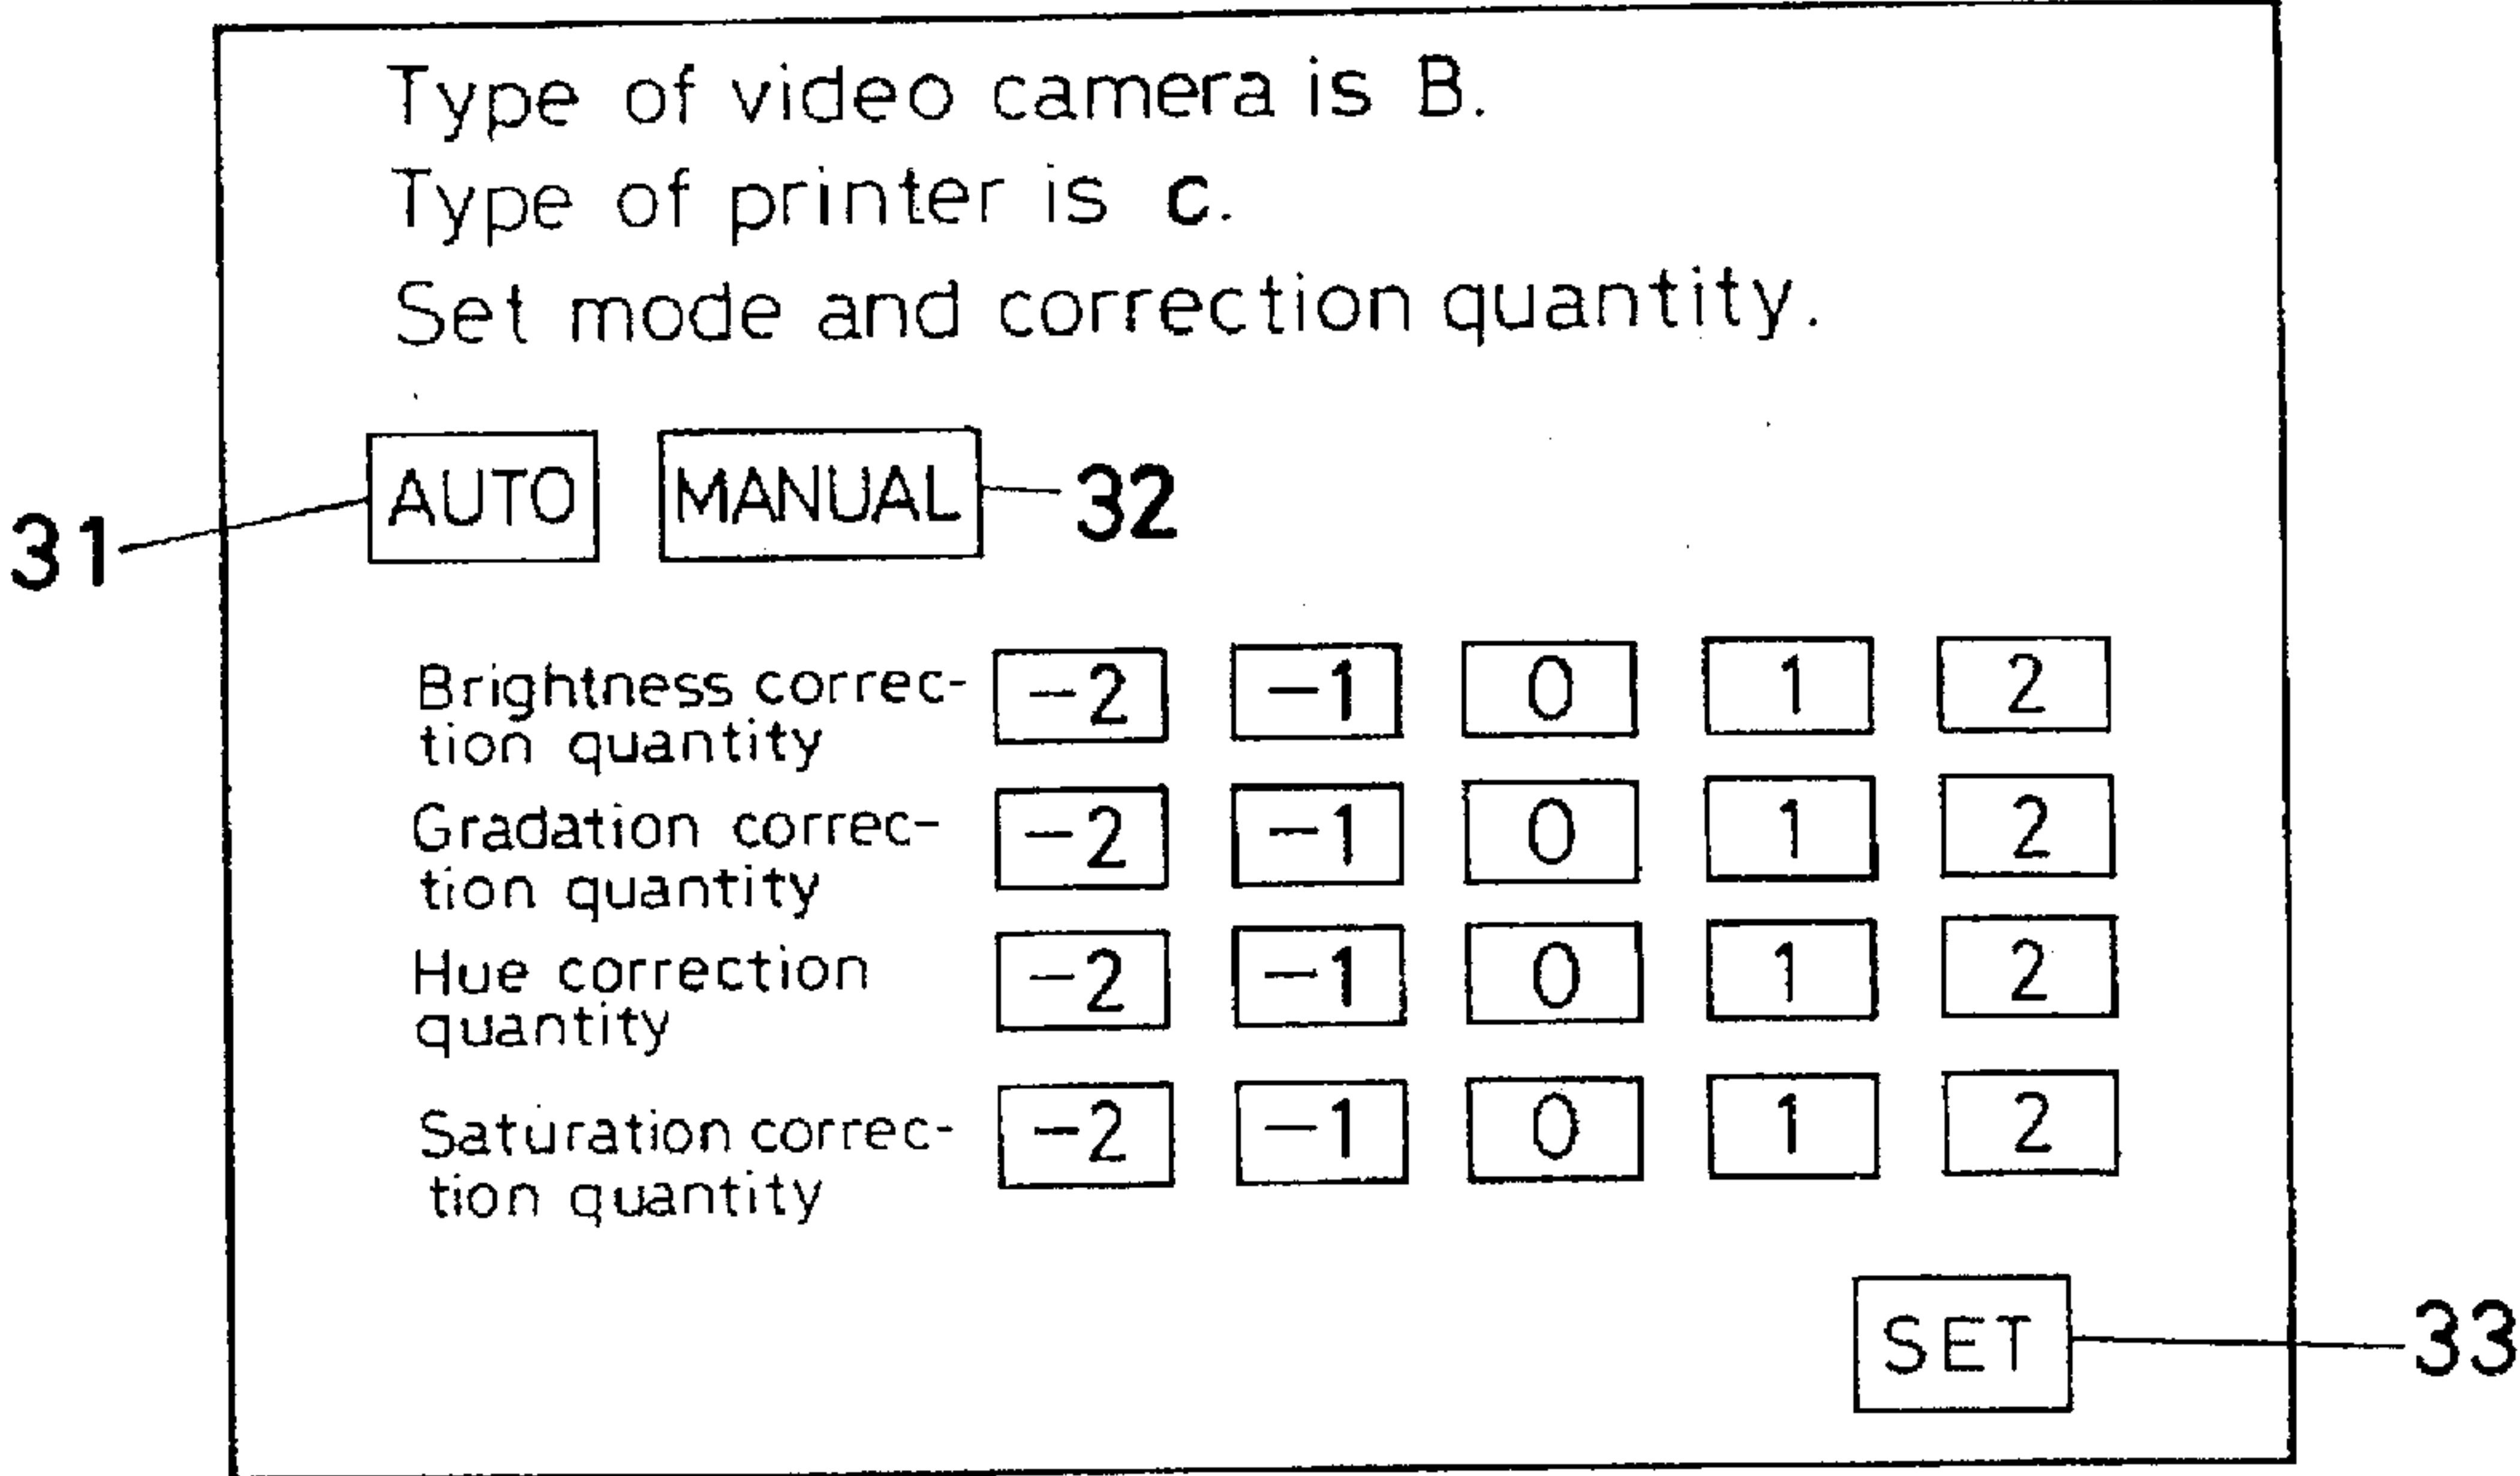 Type of video camera is B.
Type of printer is c.
Set mode and correction quantity.
31 AUTO MANUAL 32
Brightness correc- -2 -1 0 1 2
tion quantity
Gradation correc- -2 -1 0 1 2
tion quantity
Hue correction -2 -1 0 1 2
quantity
Saturation correc- -2 -1 0 1 2
tion quantity
SET 33